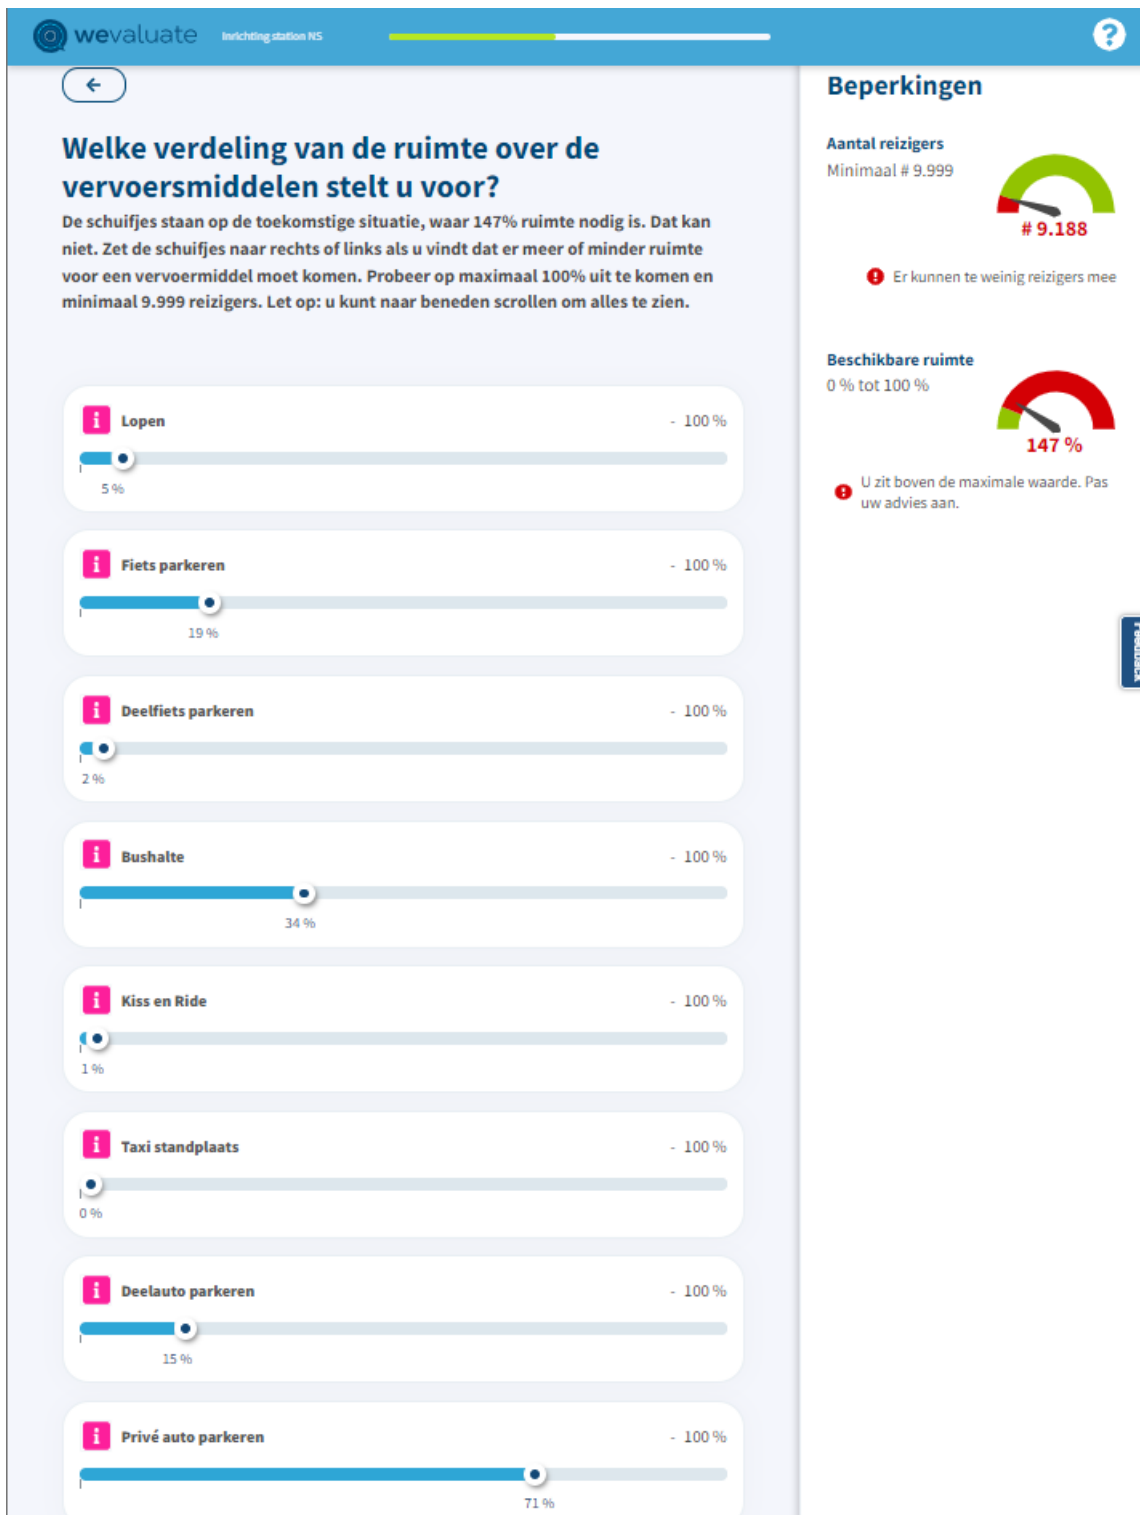 wevaluate
Inrichting station NS
?
Welke verdeling van de ruimte over de
vervoersmiddelen stelt u voor?
De schuifjes staan op de toekomstige situatie, waar 147% ruimte nodig is. Dat kan
niet. Zet de schuifjes naar rechts of links als u vindt dat er meer of minder ruimte
voor een vervoermiddel moet komen. Probeer op maximaal 100% uit te komen en
minimaal 9.999 reizigers. Let op: u kunt naar beneden scrollen om alles te zien.
i Lopen - 100 %
5 %
i Fiets parkeren - 100 %
19 %
i Deelfiets parkeren - 100 %
2 %
i Bushalte - 100 %
34 %
i Kiss en Ride - 100 %
1 %
i Taxi standplaats - 100 %
0 %
i Deelauto parkeren - 100 %
15 %
i Privé auto parkeren - 100 %
71 %
Beperkingen
Aantal reizigers
Minimaal # 9.999
# 9.188
Er kunnen te weinig reizigers mee
Beschikbare ruimte
0 % tot 100 %
147 %
U zit boven de maximale waarde. Pas
uw advies aan.
Feedback